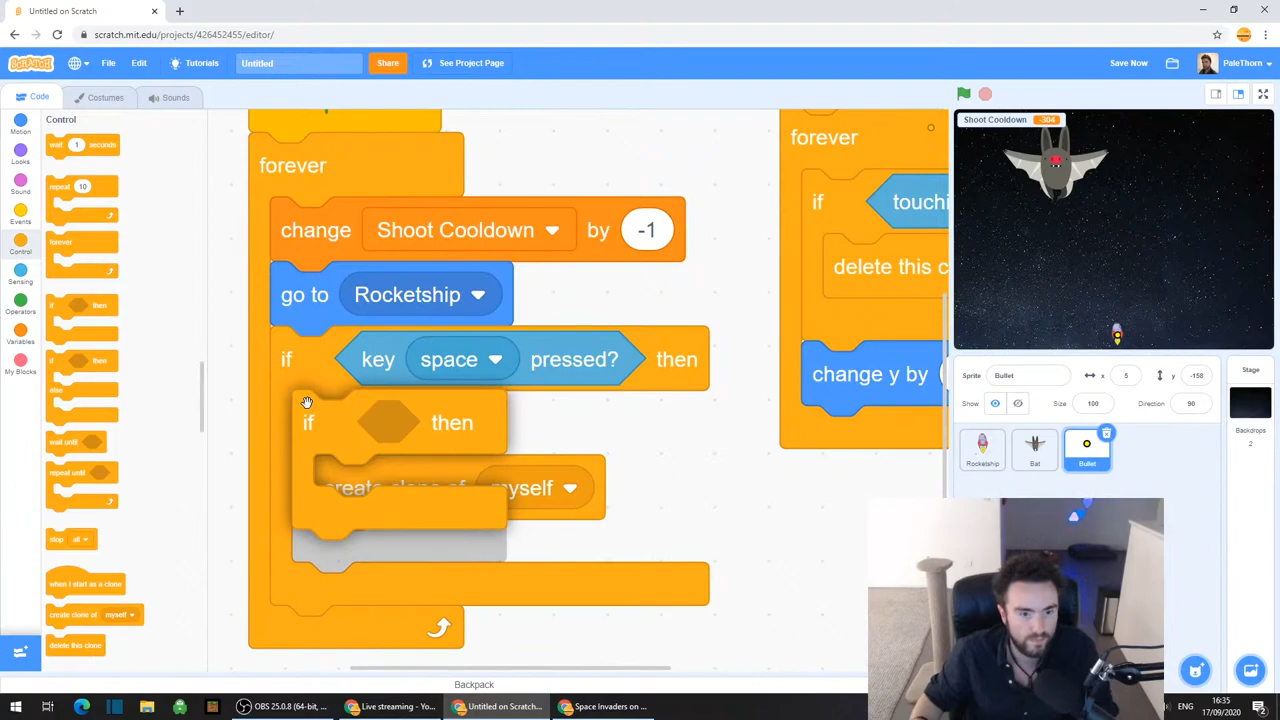 Untitled on Scratch
scratch.mit.edu/projects/426452455/editor/
SCRATCH File Edit Tutorials Untitled Share See Project Page Save Now PaleThorn
Code Costumes Sounds
Motion
Looks
Sound
Events
Control
Sensing
Operators
Variables
My Blocks
Control
wait 1 seconds
repeat 10
forever
if then
if then
else
wait until
repeat until
stop all
when I start as a clone
create clone of myself
delete this clone
forever
change Shoot Cooldown by -1
go to Rocketship
if key space pressed? then
if then
create clone of myself
forever
if touchi
delete this c
change y by
Shoot Cooldown -304
Sprite Bullet x 5 y -158
Show Size 100 Direction 90
Rocketship Bat Bullet
Stage
Backdrops
2
Backpack
OBS 25.0.8 (64-bit, ... Live streaming - Yo... Untitled on Scratch... Space Invaders on ...
ENG 16:35
17/09/2020